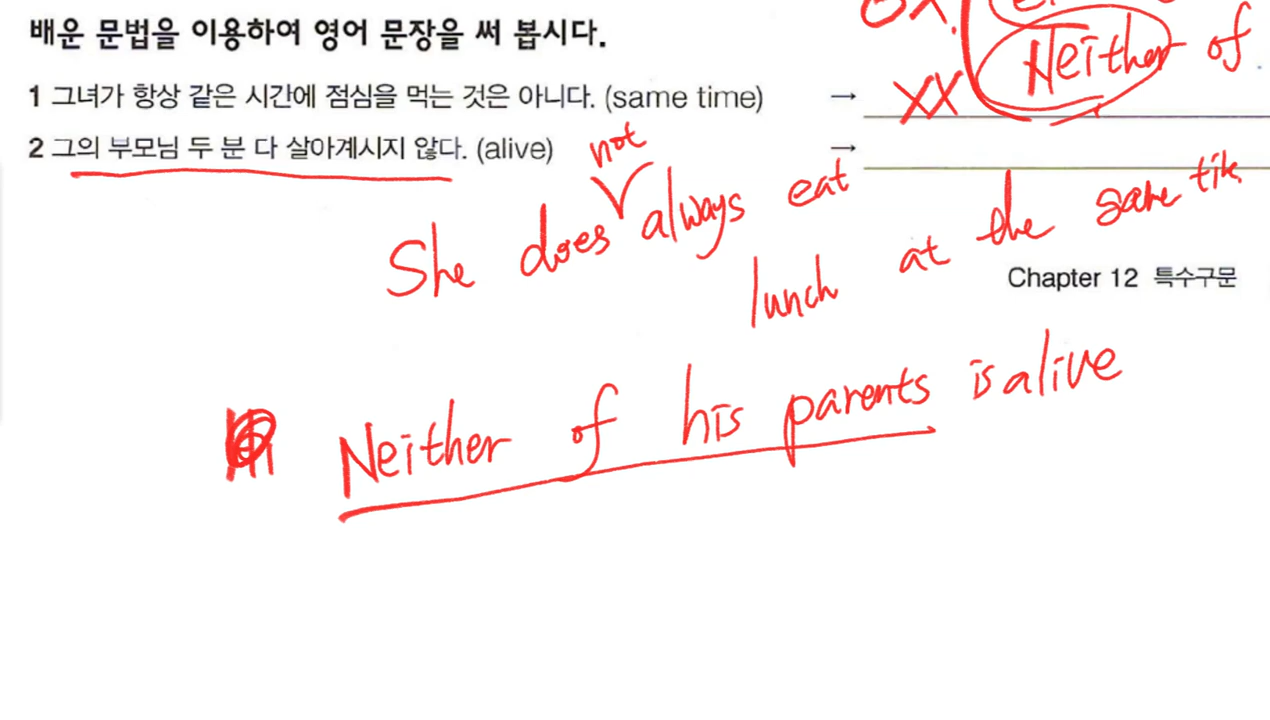 배운 문법을 이용하여 영어 문장을 써 봅시다.
Neither of
XX
1 그녀가 항상 같은 시간에 점심을 먹는 것은 아니다. (same time) →
2 그의 부모님 두 분 다 살아계시지 않다. (alive) →
not
She does always eat
lunch at the same
Chapter 12 특수구문
Neither of his parents is alive